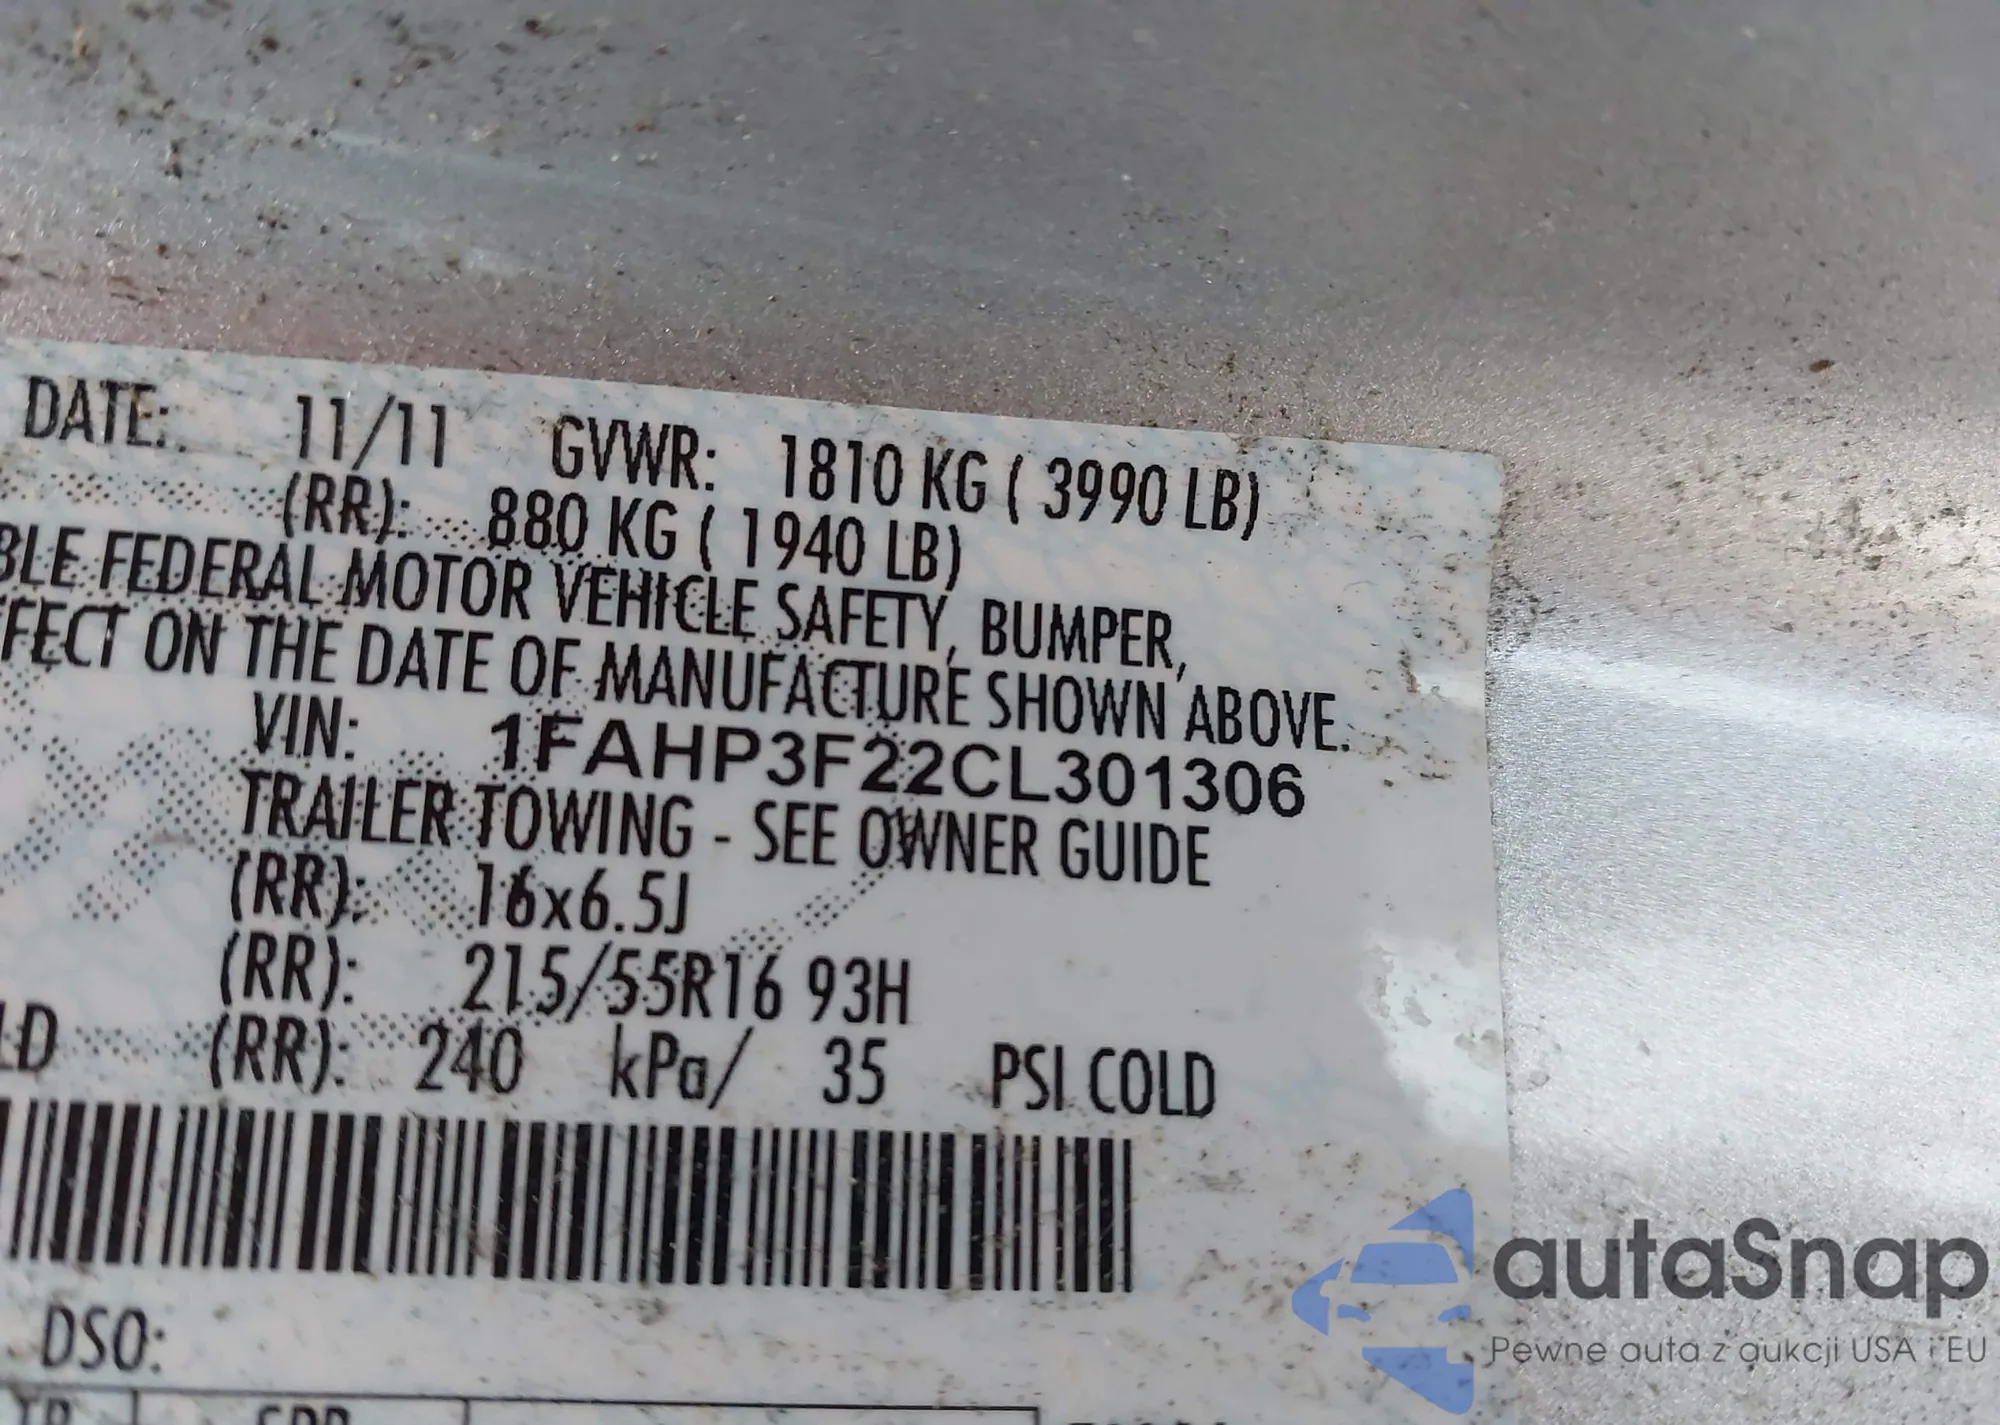 DATE: 11/11 GVWR: 1810 KG ( 3990 LB)
(RR): 880 KG ( 1940 LB)
BLE FEDERAL MOTOR VEHICLE SAFETY, BUMPER,
FFECT ON THE DATE OF MANUFACTURE SHOWN ABOVE.
VIN: 1FAHP3F22CL301306
TRAILER TOWING - SEE OWNER GUIDE
(RR): 16x6.5J
(RR): 215/55R16 93H
LD (RR): 240 kPa/ 35 PSI COLD
DSO:
autaSnap
Pewne auta z aukcji USA i EU